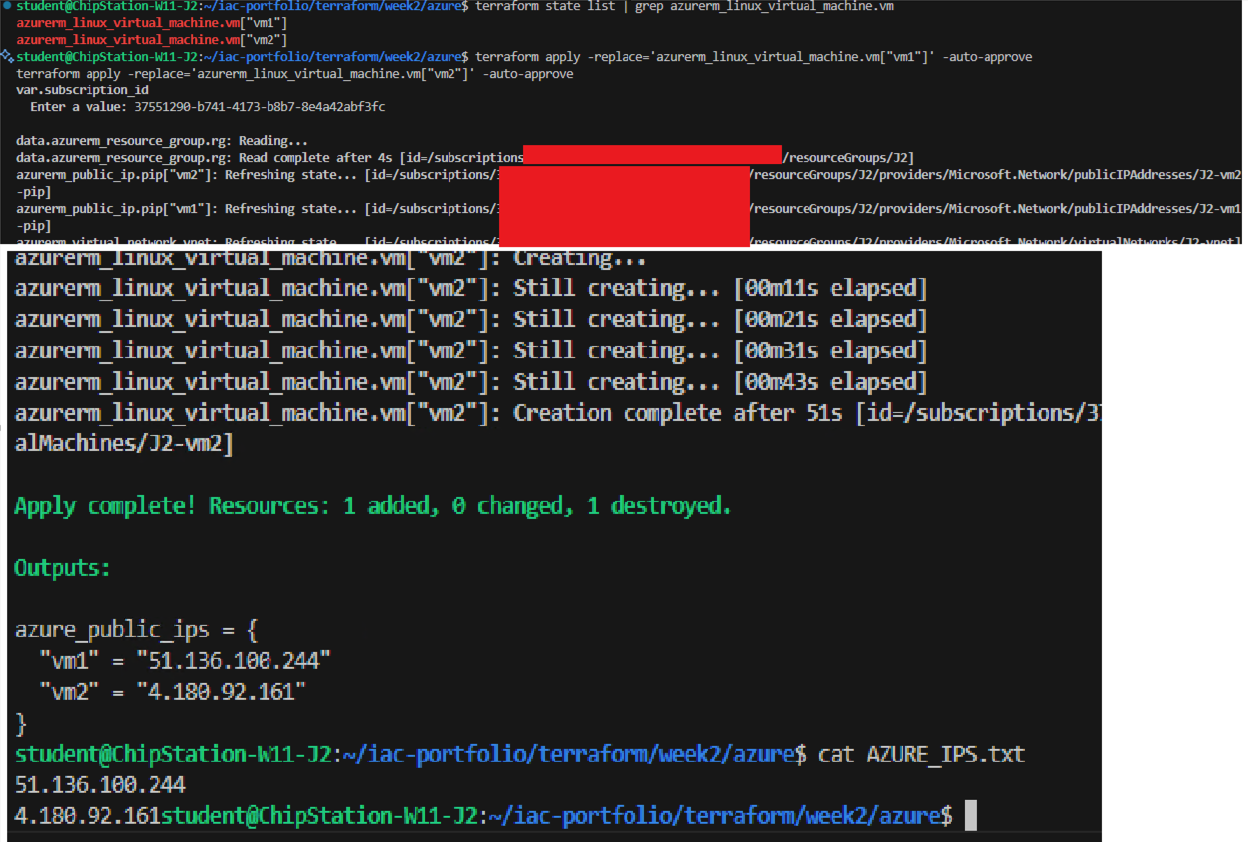 student@ChipStation-W11-J2:~/iac-portfolio/terraform/week2/azure$ terraform state list | grep azurerm_linux_virtual_machine.vm
azurerm_linux_virtual_machine.vm["vm1"]
azurerm_linux_virtual_machine.vm["vm2"]
student@ChipStation-W11-J2:~/iac-portfolio/terraform/week2/azure$ terraform apply -replace='azurerm_linux_virtual_machine.vm["vm1"]' -auto-approve
terraform apply -replace='azurerm_linux_virtual_machine.vm["vm2"]' -auto-approve
var.subscription_id
  Enter a value: 37551290-b741-4173-b8b7-8e4a42abf3fc

data.azurerm_resource_group.rg: Reading...
data.azurerm_resource_group.rg: Read complete after 4s [id=/subscriptions /resourceGroups/J2]
azurerm_public_ip.pip["vm2"]: Refreshing state... [id=/subscriptions/3 /resourceGroups/J2/providers/Microsoft.Network/publicIPAddresses/J2-vm2
-pip]
azurerm_public_ip.pip["vm1"]: Refreshing state... [id=/subscriptions/3 /resourceGroups/J2/providers/Microsoft.Network/publicIPAddresses/J2-vm1
-pip]
azurerm_virtual_network.vnet: Refreshing state... [id=/subscriptions/3 /resourceGroups/J2/providers/Microsoft.Network/virtualNetworks/J2-vnet]
azurerm_linux_virtual_machine.vm["vm2"]: Creating...
azurerm_linux_virtual_machine.vm["vm2"]: Still creating... [00m11s elapsed]
azurerm_linux_virtual_machine.vm["vm2"]: Still creating... [00m21s elapsed]
azurerm_linux_virtual_machine.vm["vm2"]: Still creating... [00m31s elapsed]
azurerm_linux_virtual_machine.vm["vm2"]: Still creating... [00m43s elapsed]
azurerm_linux_virtual_machine.vm["vm2"]: Creation complete after 51s [id=/subscriptions/37
alMachines/J2-vm2]

Apply complete! Resources: 1 added, 0 changed, 1 destroyed.

Outputs:

azure_public_ips = {
  "vm1" = "51.136.100.244"
  "vm2" = "4.180.92.161"
}
student@ChipStation-W11-J2:~/iac-portfolio/terraform/week2/azure$ cat AZURE_IPS.txt
51.136.100.244
4.180.92.161student@ChipStation-W11-J2:~/iac-portfolio/terraform/week2/azure$